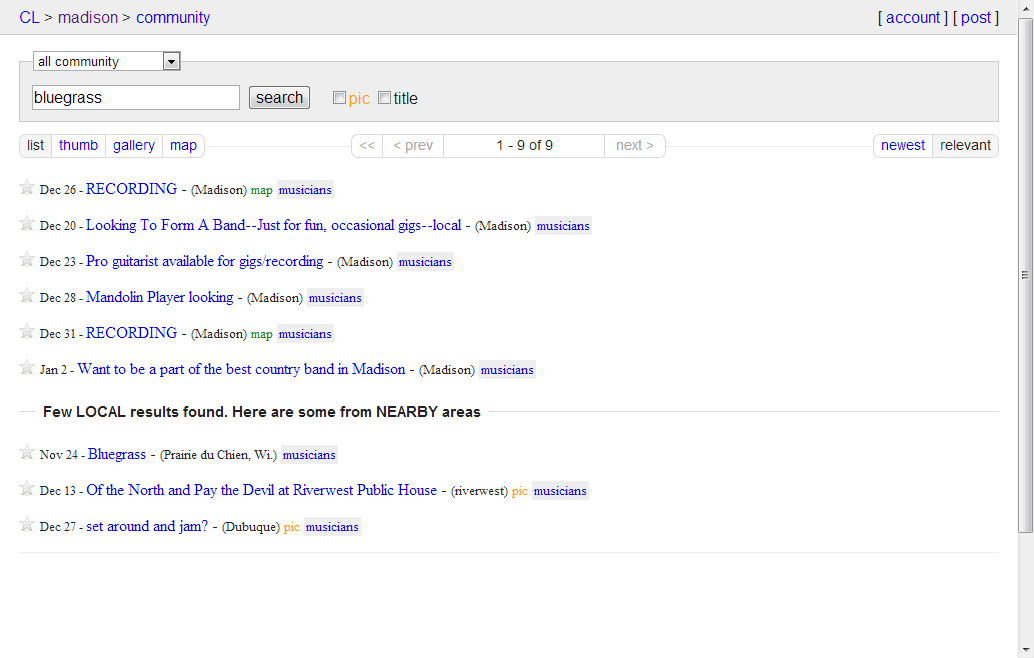 CL > madison > community [ account ] [ post ]
all community
bluegrass search pic title
list thumb gallery map << < prev 1 - 9 of 9 next > newest relevant
Dec 26 - RECORDING - (Madison) map musicians
Dec 20 - Looking To Form A Band--Just for fun, occasional gigs--local - (Madison) musicians
Dec 23 - Pro guitarist available for gigs/recording - (Madison) musicians
Dec 28 - Mandolin Player looking - (Madison) musicians
Dec 31 - RECORDING - (Madison) map musicians
Jan 2 - Want to be a part of the best country band in Madison - (Madison) musicians
Few LOCAL results found. Here are some from NEARBY areas
Nov 24 - Bluegrass - (Prairie du Chien, Wi.) musicians
Dec 13 - Of the North and Pay the Devil at Riverwest Public House - (riverwest) pic musicians
Dec 27 - set around and jam? - (Dubuque) pic musicians